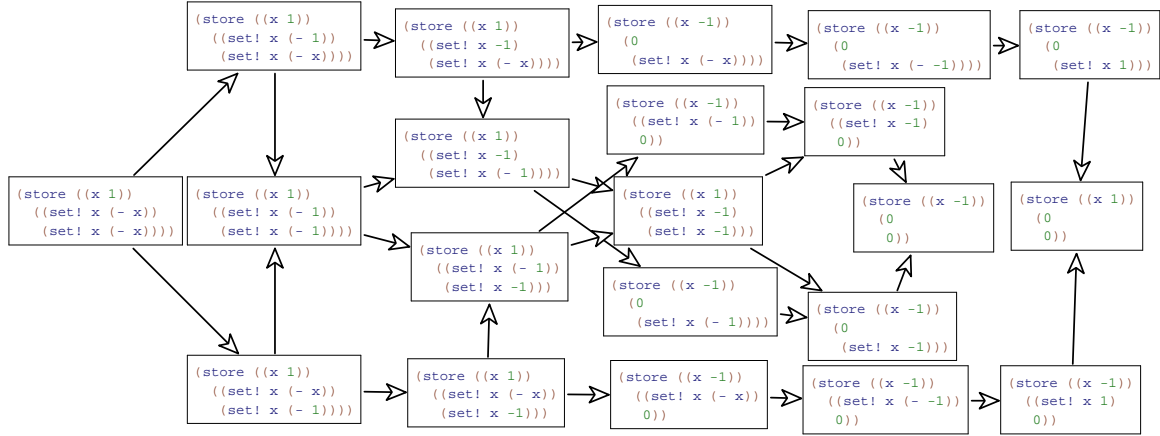 (store ((x 1))
((set! x (- 1))
(set! x (- x))))
(store ((x 1))
((set! x -1)
(set! x (- x))))
(store ((x -1))
(0
(set! x (- x))))
(store ((x -1))
(0
(set! x (- -1))))
(store ((x -1))
(0
(set! x 1)))
(store ((x -1))
((set! x (- 1))
0))
(store ((x -1))
((set! x -1)
0))
(store ((x 1))
((set! x -1)
(set! x (- 1))))
(store ((x 1))
((set! x (- x))
(set! x (- x))))
(store ((x 1))
((set! x (- 1))
(set! x (- 1))))
(store ((x 1))
((set! x -1)
(set! x -1)))
(store ((x -1))
(0
0))
(store ((x 1))
(0
0))
(store ((x 1))
((set! x (- 1))
(set! x -1)))
(store ((x -1))
(0
(set! x (- 1))))
(store ((x -1))
(0
(set! x -1)))
(store ((x 1))
((set! x (- x))
(set! x (- 1))))
(store ((x 1))
((set! x (- x))
(set! x -1)))
(store ((x -1))
((set! x (- x))
0))
(store ((x -1))
((set! x (- -1))
0))
(store ((x -1))
((set! x 1)
0))